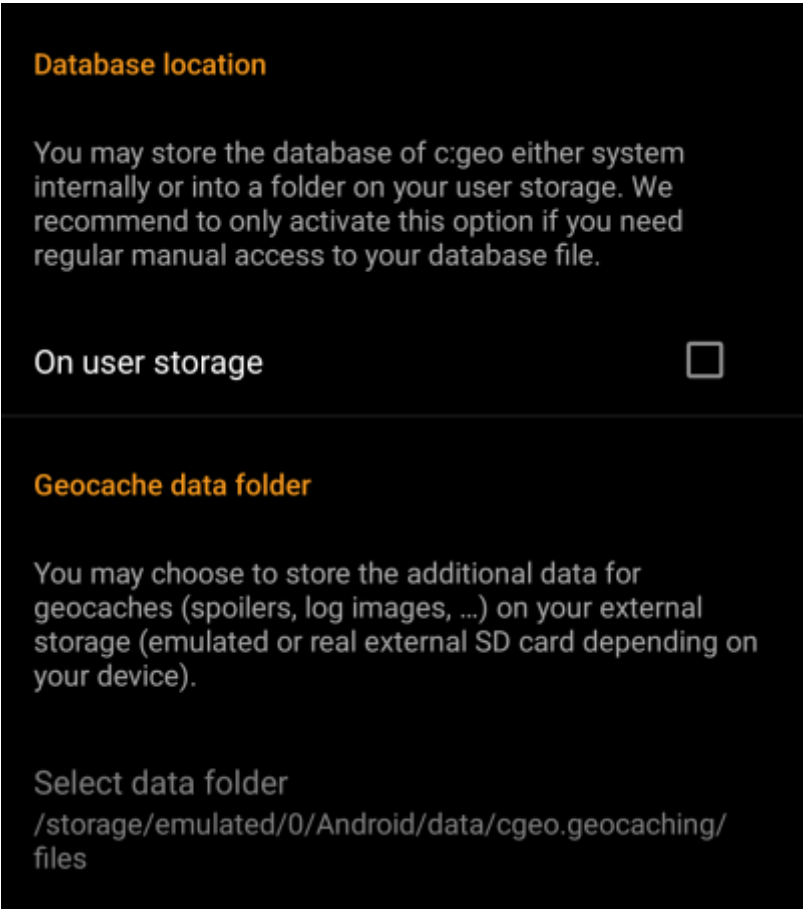 Database location
You may store the database of c:geo either system
internally or into a folder on your user storage. We
recommend to only activate this option if you need
regular manual access to your database file.
On user storage
Geocache data folder
You may choose to store the additional data for
geocaches (spoilers, log images, …) on your external
storage (emulated or real external SD card depending on
your device).
Select data folder
/storage/emulated/0/Android/data/cgeo.geocaching/
files